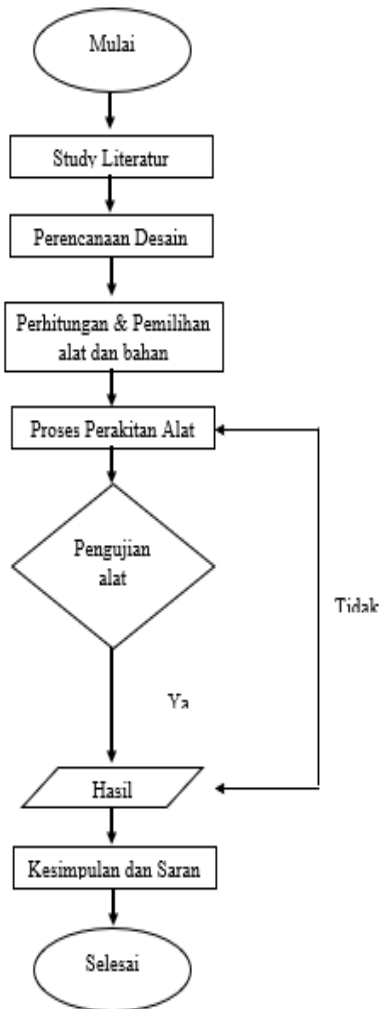 Mulai
Study Literatur
Perencanaan Desain
Perhitungan & Pemilihan
alat dan bahan
Proses Perakitan Alat
Pengujian
alat
Tidak
Ya
Hasil
Kesimpulan dan Saran
Selesai